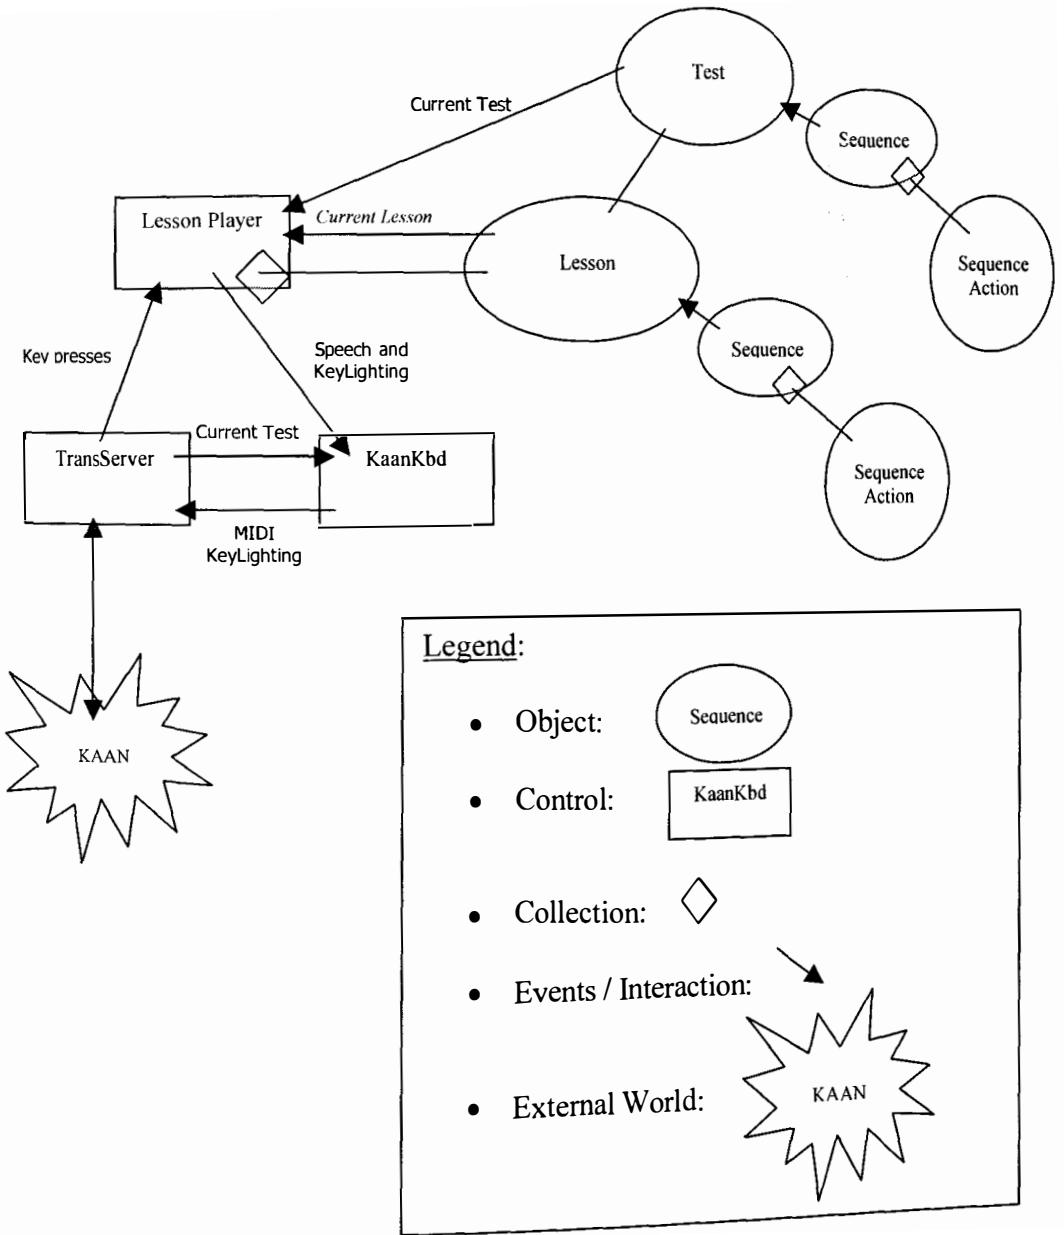 Test
Current Test
Sequence
Lesson Player
Current Lesson
Lesson
Sequence
Action
Sequence
Key presses
Speech and
KeyLighting
TransServer
Current Test
KaanKbd
Sequence
Action
MIDI
KeyLighting
KAAN
Legend:
• Object:
Sequence
• Control:
KaanKbd
• Collection:
• Events / Interaction:
• External World:
KAAN